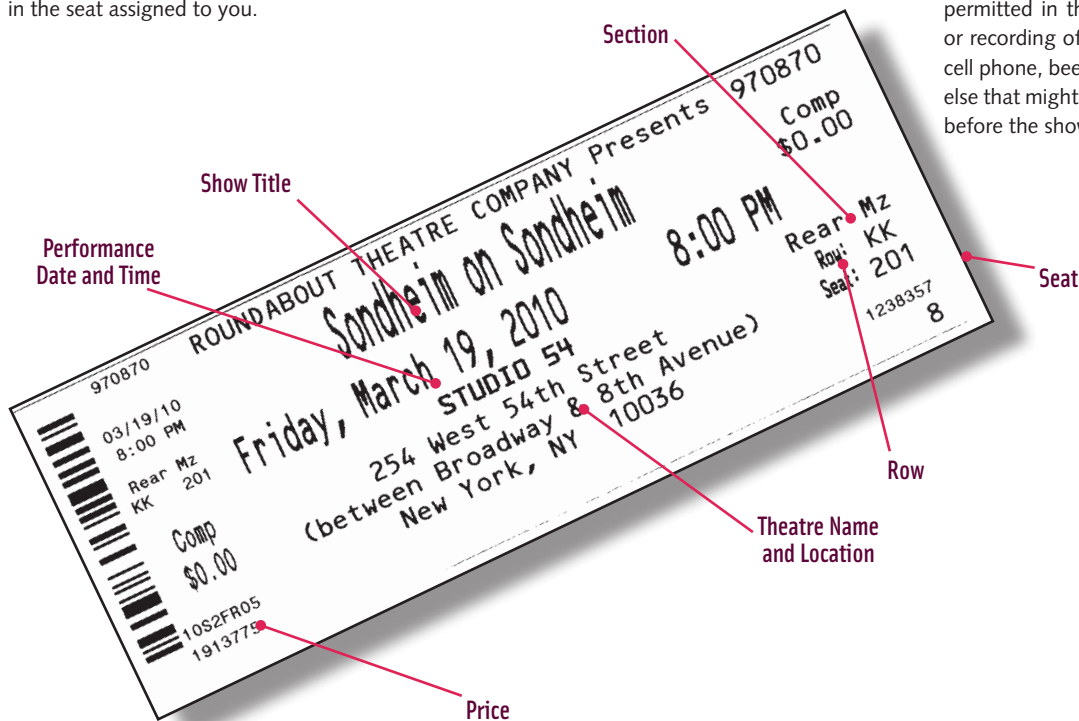 in the seat assigned to you.
permitted in th
or recording of
cell phone, bee
else that might
before the show
Section
Show Title
Performance
Date and Time
Seat
Row
Theatre Name
and Location
Price
970870 ROUNDABOUT THEATRE COMPANY Presents 970870
Sondheim on Sondheim
Friday, March 19, 2010 8:00 PM
STUDIO 54
254 West 54th Street
(between Broadway & 8th Avenue)
New York, NY 10036
Comp
$0.00
Rear Mz
Row: KK
Seat: 201
1238357
8
03/19/10
8:00 PM
Rear Mz
KK 201
Comp
$0.00
10S2FR05
1913775